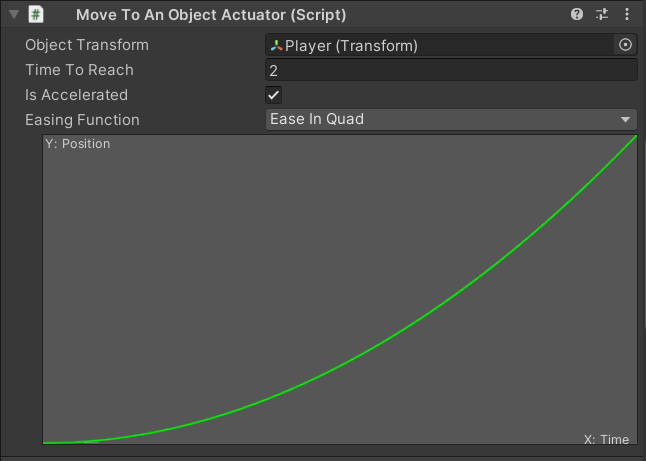 Move To An Object Actuator (Script)
Object Transform Player (Transform)
Time To Reach 2
Is Accelerated
Easing Function Ease In Quad
Y: Position
X: Time